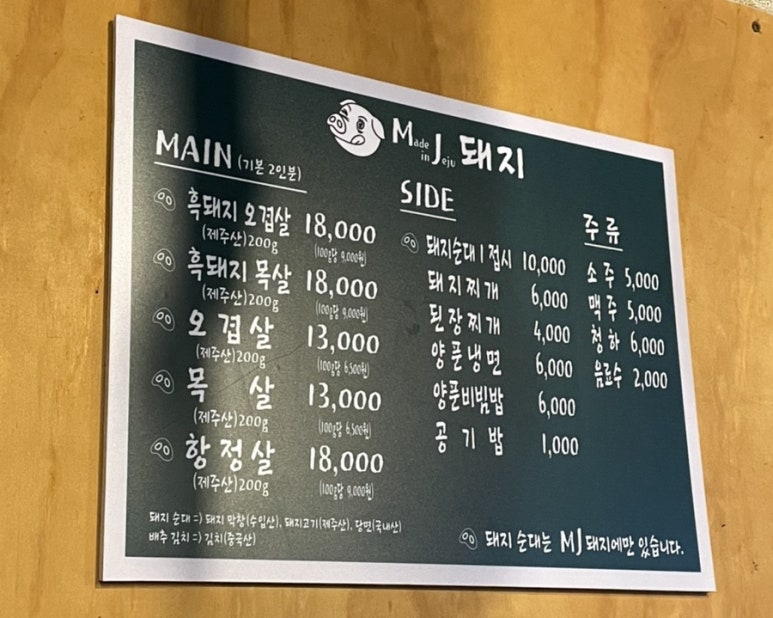 Made in Jeju 돼지
MAIN (기본 2인분)
흑돼지 오겹살 18,000
(제주산)200g (100g당 9,000원)
흑돼지 목살 18,000
(제주산)200g (100g당 9,000원)
오겹살 13,000
(제주산)200g (100g당 6,500원)
목살 13,000
(제주산)200g (100g당 6,500원)
항정살 18,000
(제주산)200g (100g당 9,000원)
SIDE
돼지순대 1접시 10,000
돼지찌개 6,000
된장찌개 4,000
양푼냉면 6,000
양푼비빔밥 6,000
공기밥 1,000
주류
소주 5,000
맥주 5,000
청하 6,000
음료수 2,000
돼지 순대 => 돼지 막창(수입산), 돼지고기(제주산), 당면(국내산)
배추 김치 => 김치(중국산)
돼지 순대는 MJ돼지에만 있습니다.